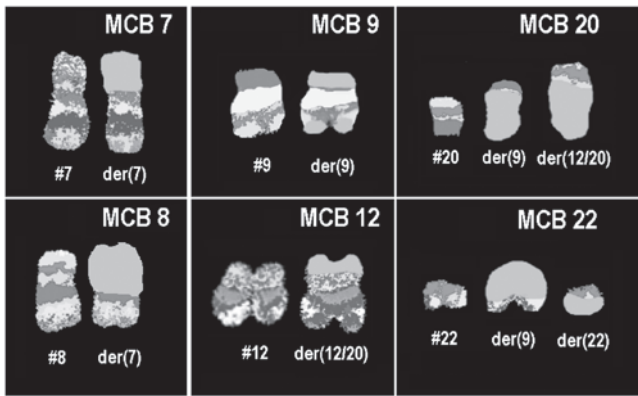 MCB 7
#7 der(7)
MCB 9
#9 der(9)
MCB 20
#20 der(9) der(12/20)
MCB 8
#8 der(7)
MCB 12
#12 der(12/20)
MCB 22
#22 der(9) der(22)